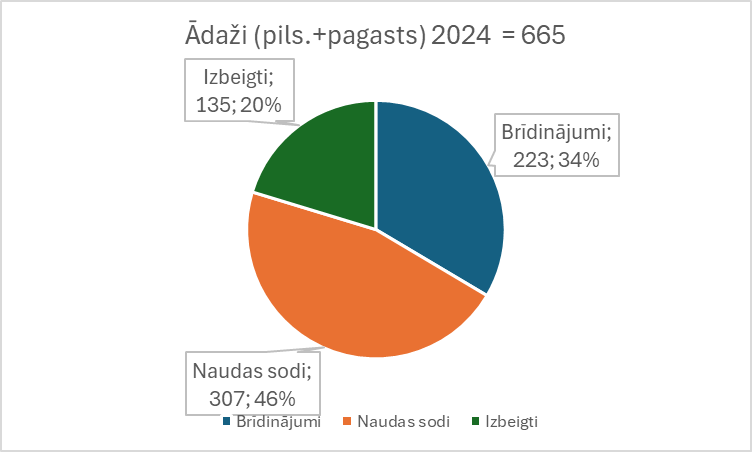 Ādaži (pils.+pagasts) 2024 = 665
Izbeigti;
135; 20%
Brīdinājumi;
223; 34%
Naudas sodi;
307; 46%
Brīdinājumi Naudas sodi Izbeigti